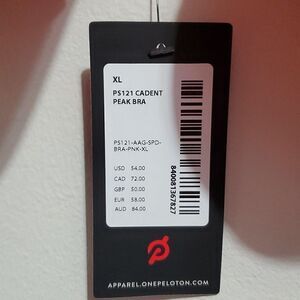 XL
PS121 CADENT
PEAK BRA
PS121-AAG-SPD-
BRA-PNK-XL
USD 54.00
CAD 72.00
GBP 50.00
EUR 58.00
AUD 84.00
840081367827
APPAREL.ONEPELOTON.COM